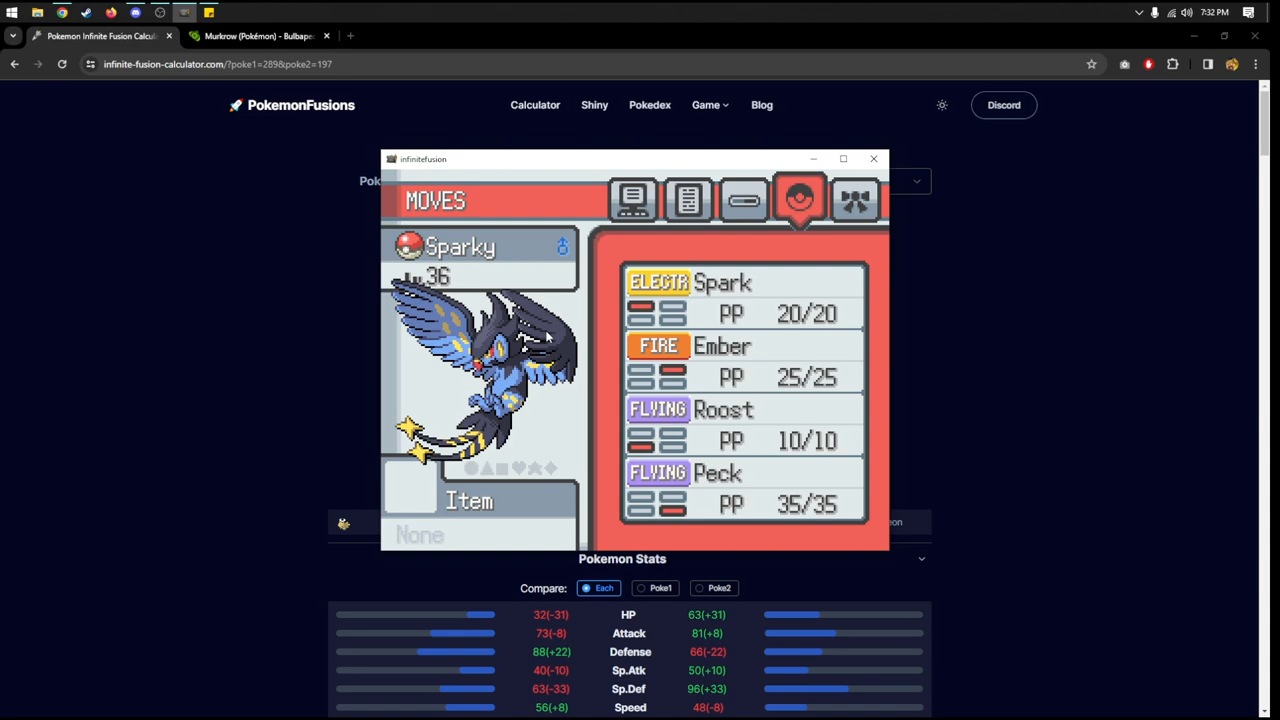 7:32 PM
Pokemon Infinite Fusion Calcul
Murkrow (Pokémon) - Bulbape
infinite-fusion-calculator.com/?poke1=289&poke2=197
PokemonFusions
Calculator
Shiny
Pokedex
Game
Blog
Discord
infinitefusion
Pok
MOVES
Sparky ♂
Lv.36
ELECTR Spark
PP 20/20
FIRE Ember
PP 25/25
FLYING Roost
PP 10/10
FLYING Peck
PP 35/35
Item
None
on
Pokemon Stats
Compare: Each Poke1 Poke2
32(-31) HP 63(+31)
73(-8) Attack 81(+8)
88(+22) Defense 66(-22)
40(-10) Sp.Atk 50(+10)
63(-33) Sp.Def 96(+33)
56(+8) Speed 48(-8)